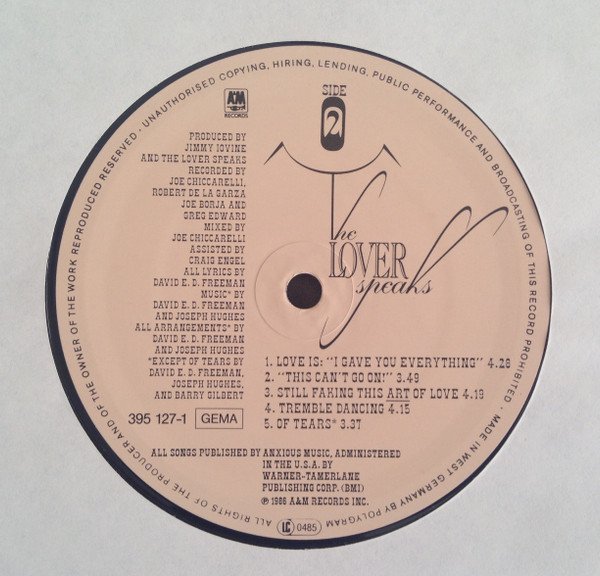 ALL RIGHTS OF THE PRODUCER AND OF THE OWNER OF THE WORK REPRODUCED RESERVED · UNAUTHORISED COPYING, HIRING, LENDING, PUBLIC PERFORMANCE AND BROADCASTING OF THIS RECORD PROHIBITED · MADE IN WEST GERMANY BY POLYGRAM
A&M
RECORDS
SIDE
2
The
LOVER
speaks
PRODUCED BY
JIMMY IOVINE
AND THE LOVER SPEAKS
RECORDED BY
JOE CHICCARELLI,
ROBERT DE LA GARZA
JOE BORJA AND
GREG EDWARD
MIXED BY
JOE CHICCARELLI
ASSISTED BY
CRAIG ENGEL
ALL LYRICS BY
DAVID E. D. FREEMAN
MUSIC* BY
DAVID E. D. FREEMAN
AND JOSEPH HUGHES
ALL ARRANGEMENTS* BY
DAVID E. D. FREEMAN
AND JOSEPH HUGHES
*EXCEPT OF TEARS BY
DAVID E. D. FREEMAN,
JOSEPH HUGHES,
AND BARRY GILBERT
395 127-1 GEMA
1. LOVE IS: "I GAVE YOU EVERYTHING" 4.28
2. "THIS CAN'T GO ON!" 3.49
3. STILL FAKING THIS ART OF LOVE 4.19
4. TREMBLE DANCING 4.15
5. OF TEARS* 3.37
ALL SONGS PUBLISHED BY ANXIOUS MUSIC, ADMINISTERED
IN THE U.S.A. BY
WARNER-TAMERLANE
PUBLISHING CORP. (BMI)
℗ 1986 A&M RECORDS INC.
LC 0485